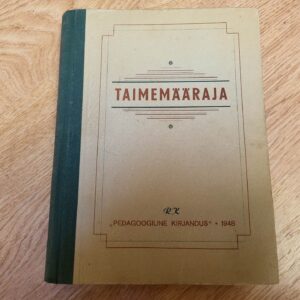 TAIMEMÄÄRAJA
RK
„PEDAGOOGILINE KIRJANDUS" • 1948